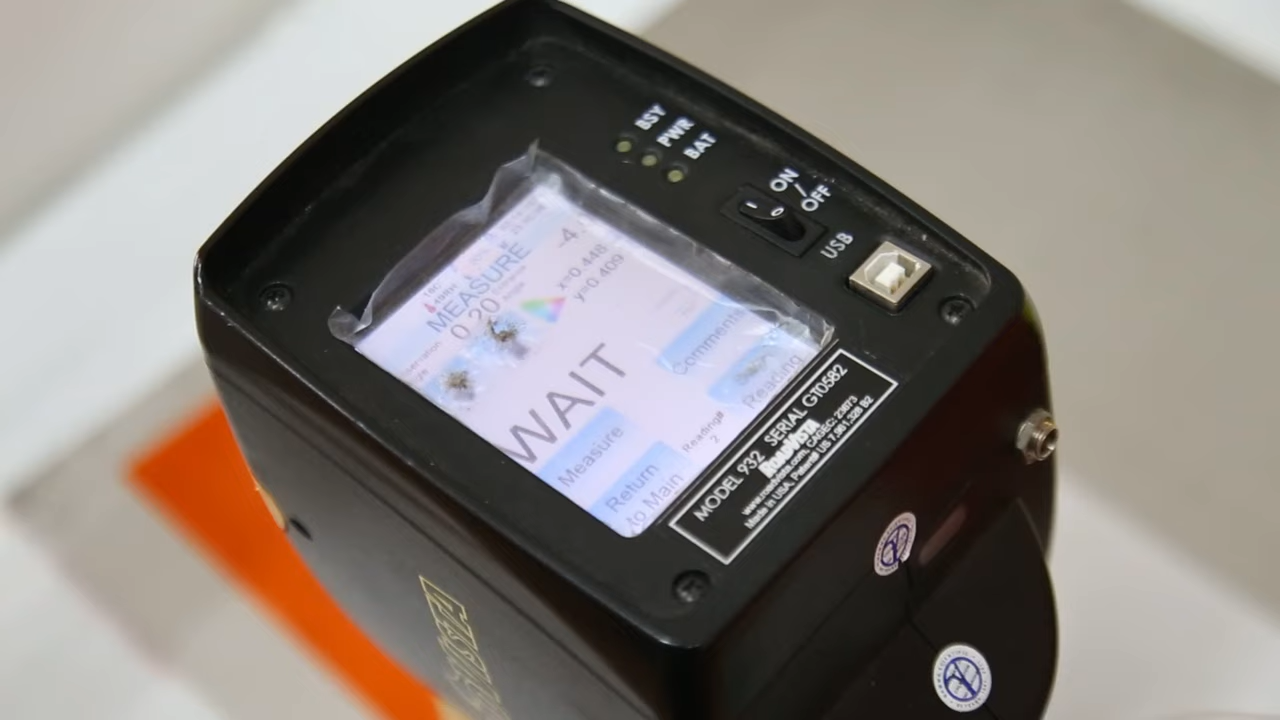 BSY
PWR
BAT
ON
/
OFF
USB
MEASURE
-4
0 20
x=0.448
y=0.409
WAIT
Comments
Reading
Measure
Reading#
2
Return
to Main
MODEL 932 SERIAL GT0582
ROADVISTA
www.roadvista.com, CAGEC: 23673
Made in USA, Patent# US 7,961,328 B2